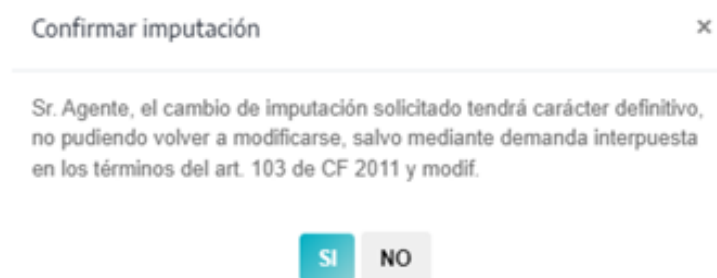 Confirmar imputación ×
Sr. Agente, el cambio de imputación solicitado tendrá carácter definitivo,
no pudiendo volver a modificarse, salvo mediante demanda interpuesta
en los términos del art. 103 de CF 2011 y modif.
SI NO